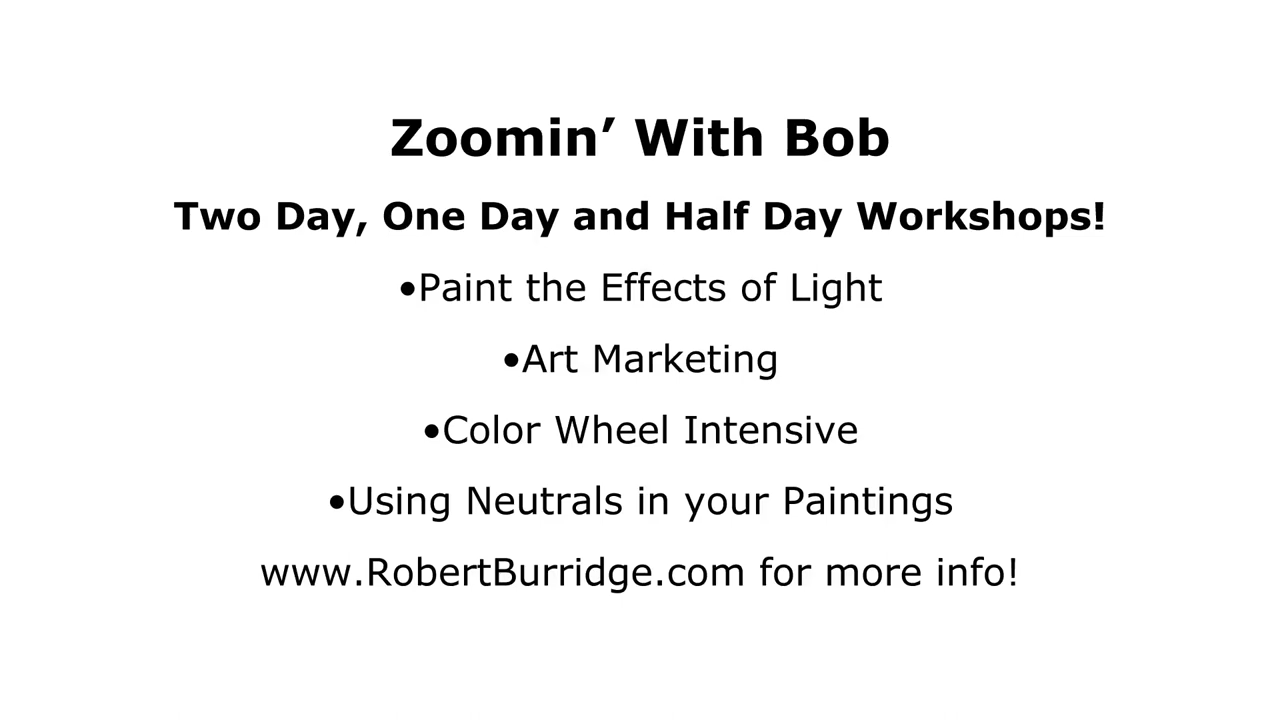 Zoomin’ With Bob
Two Day, One Day and Half Day Workshops!
•Paint the Effects of Light
•Art Marketing
•Color Wheel Intensive
•Using Neutrals in your Paintings
www.RobertBurridge.com for more info!